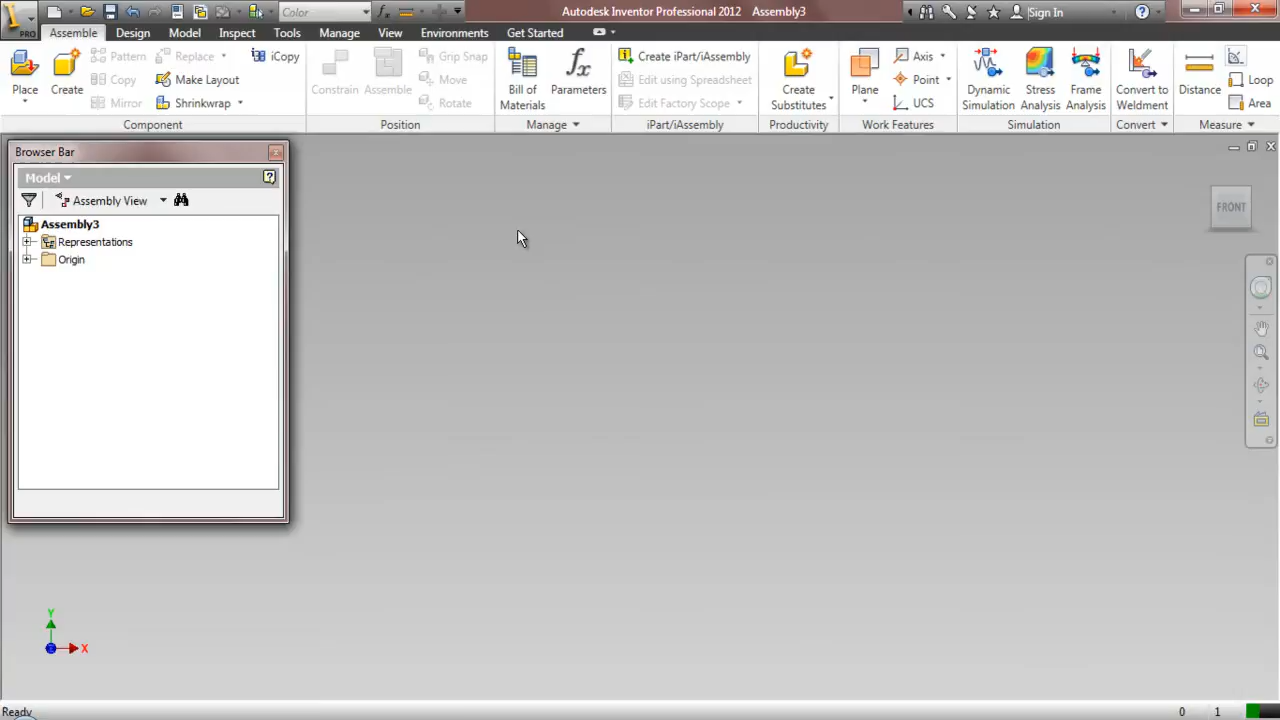 Color
Autodesk Inventor Professional 2012 Assembly3
Sign In
PRO
Assemble Design Model Inspect Tools Manage View Environments Get Started
Place
Create
Pattern
Copy
Mirror
Replace
Make Layout
Shrinkwrap
iCopy
Component
Constrain
Assemble
Grip Snap
Move
Rotate
Position
Bill of
Materials
fx
Parameters
Manage
Create iPart/iAssembly
Edit using Spreadsheet
Edit Factory Scope
iPart/iAssembly
Create
Substitutes
Productivity
Plane
Axis
Point
UCS
Work Features
Dynamic
Simulation
Stress
Analysis
Frame
Analysis
Simulation
Convert to
Weldment
Convert
Distance
Loop
Area
Measure
Browser Bar
Model
Assembly View
Assembly3
Representations
Origin
FRONT
Y
X
Ready
0 1